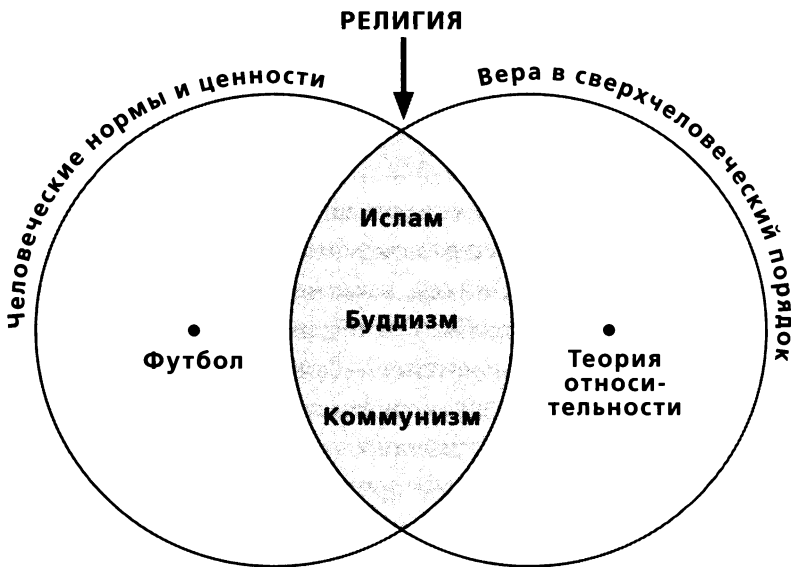 РЕЛИГИЯ
Человеческие нормы и ценности
Вера в сверхчеловеческий порядок
Ислам
Буддизм
Футбол
Теория
относи-
тельности
Коммунизм